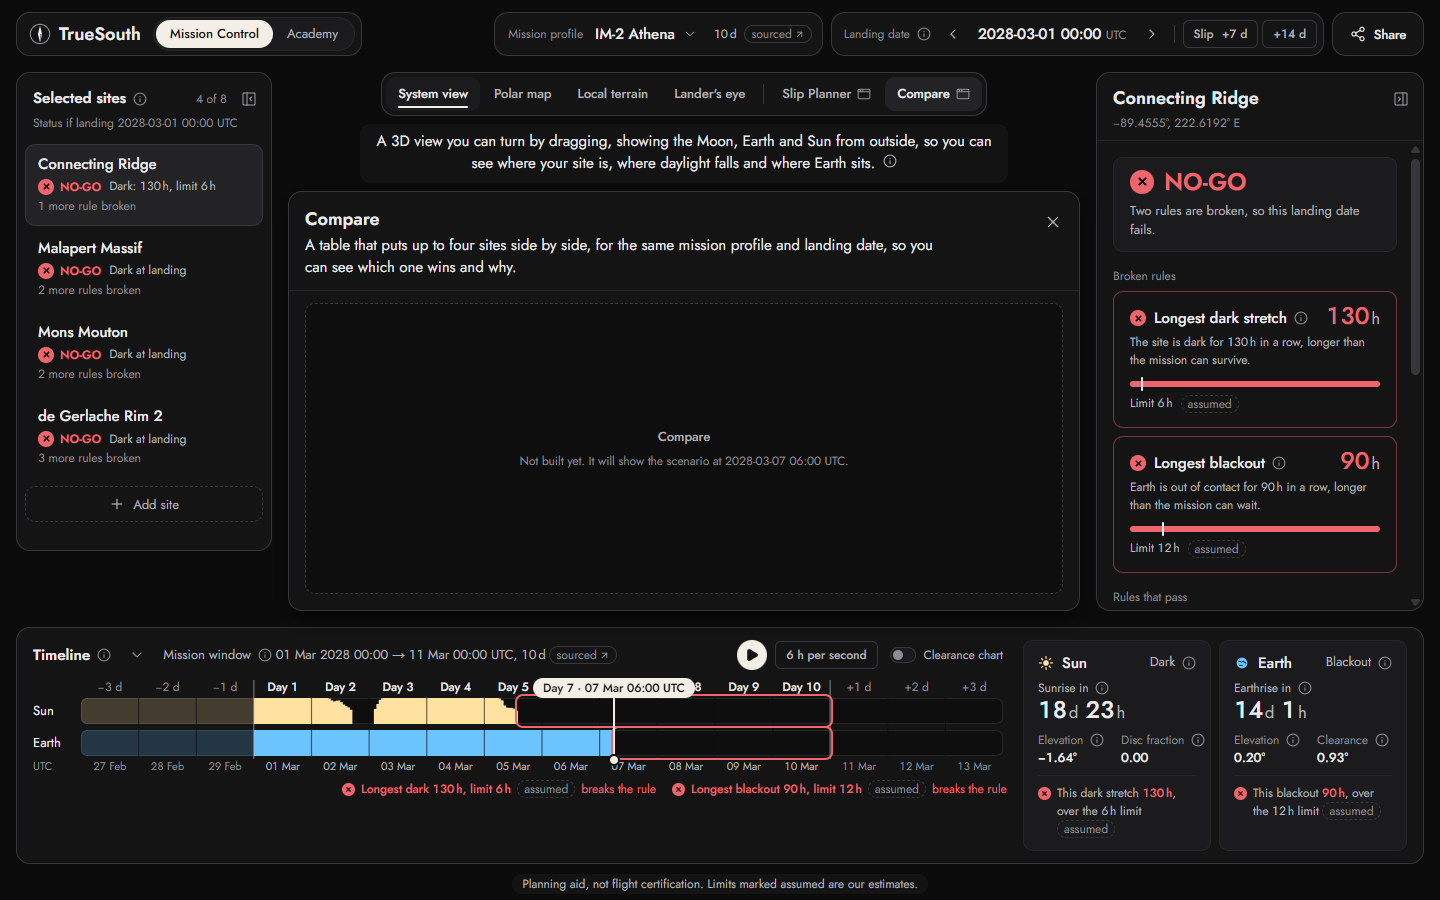 TrueSouth
Mission Control
Academy
Mission profile IM-2 Athena 10 d sourced ↗
Landing date 2028-03-01 00:00 UTC
Slip +7 d +14 d
Share
Selected sites 4 of 8
Status if landing 2028-03-01 00:00 UTC
Connecting Ridge
NO-GO Dark: 130 h, limit 6 h
1 more rule broken
Malapert Massif
NO-GO Dark at landing
2 more rules broken
Mons Mouton
NO-GO Dark at landing
2 more rules broken
de Gerlache Rim 2
NO-GO Dark at landing
3 more rules broken
+ Add site
System view Polar map Local terrain Lander's eye Slip Planner Compare
A 3D view you can turn by dragging, showing the Moon, Earth and Sun from outside, so you can
see where your site is, where daylight falls and where Earth sits.
Compare
A table that puts up to four sites side by side, for the same mission profile and landing date, so you
can see which one wins and why.
Compare
Not built yet. It will show the scenario at 2028-03-07 06:00 UTC.
Connecting Ridge
−89.4555°, 222.6192° E
NO-GO
Two rules are broken, so this landing date
fails.
Broken rules
Longest dark stretch 130 h
The site is dark for 130 h in a row, longer than
the mission can survive.
Limit 6 h assumed
Longest blackout 90 h
Earth is out of contact for 90 h in a row, longer
than the mission can wait.
Limit 12 h assumed
Rules that pass
Timeline Mission window 01 Mar 2028 00:00 → 11 Mar 00:00 UTC, 10 d sourced ↗
6 h per second Clearance chart
−3 d −2 d −1 d Day 1 Day 2 Day 3 Day 4 Day 5 Day 7 · 07 Mar 06:00 UTC 8 Day 9 Day 10 +1 d +2 d +3 d
Sun
Earth
UTC 27 Feb 28 Feb 29 Feb 01 Mar 02 Mar 03 Mar 04 Mar 05 Mar 06 Mar 07 Mar 08 Mar 09 Mar 10 Mar 11 Mar 12 Mar 13 Mar
Longest dark 130 h, limit 6 h assumed breaks the rule
Longest blackout 90 h, limit 12 h assumed breaks the rule
Sun Dark
Sunrise in
18 d 23 h
Elevation Disc fraction
−1.64° 0.00
This dark stretch 130 h,
over the 6 h limit
assumed
Earth Blackout
Earthrise in
14 d 1 h
Elevation Clearance
0.20° 0.93°
This blackout 90 h, over
the 12 h limit assumed
Planning aid, not flight certification. Limits marked assumed are our estimates.